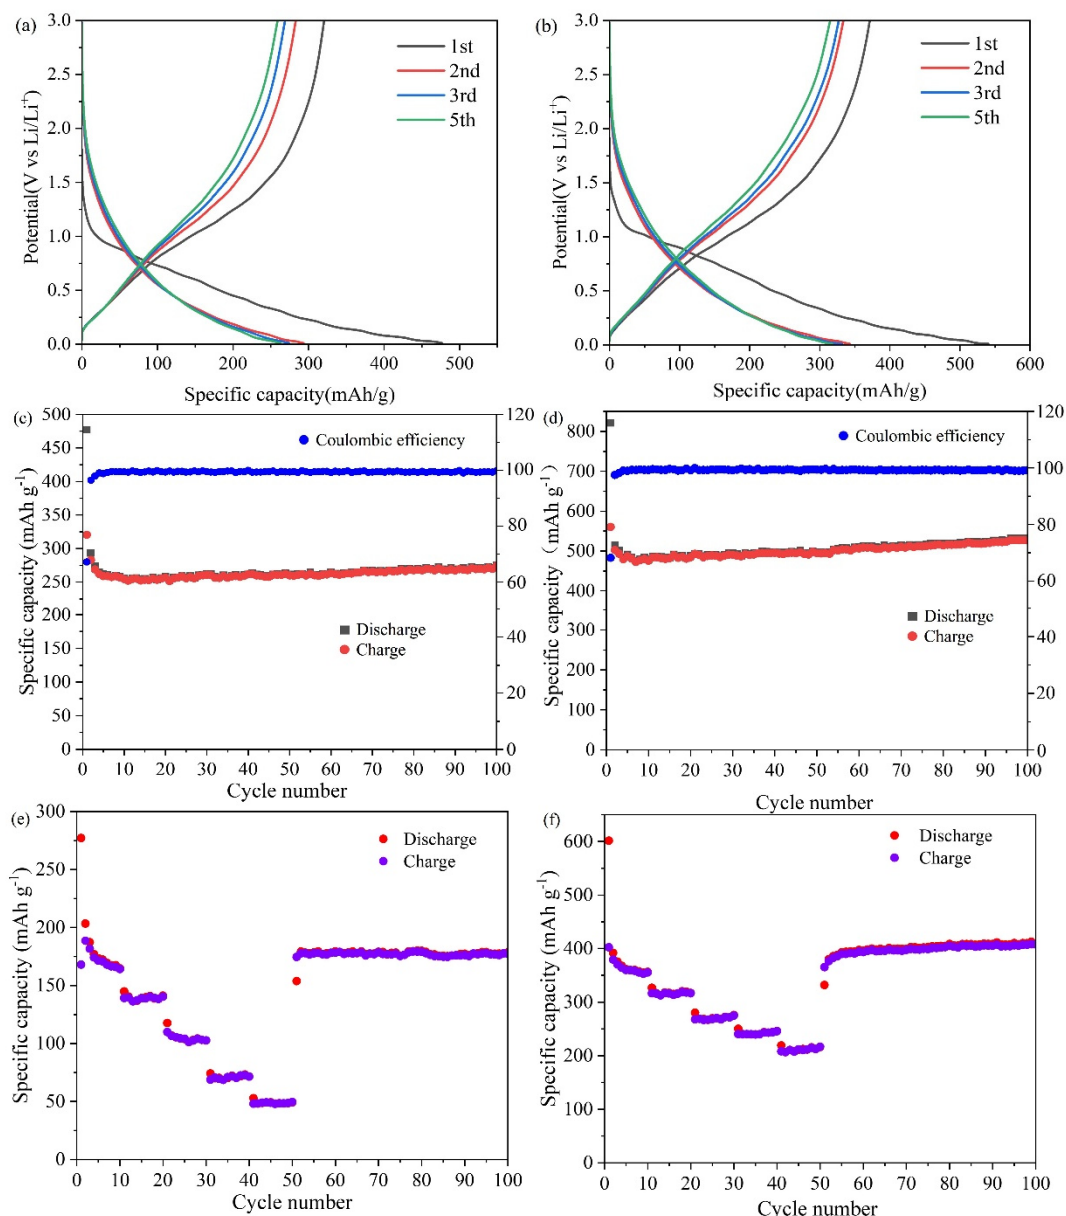 (a)
3.0
2.5
2.0
1.5
1.0
0.5
0.0
Potential(V vs Li/Li+)
1st
2nd
3rd
5th
0 100 200 300 400 500
Specific capacity(mAh/g)
(b)
3.0
2.5
2.0
1.5
1.0
0.5
0.0
Potential(V vs Li/Li+)
1st
2nd
3rd
5th
0 100 200 300 400 500 600
Specific capacity(mAh/g)
(c)
500
450
400
350
300
250
200
150
100
50
0
Specific capacity (mAh g-1)
Coulombic efficiency
Discharge
Charge
120
100
80
60
40
20
0
0 10 20 30 40 50 60 70 80 90 100
Cycle number
(d)
800
700
600
500
400
300
200
100
0
Specific capacity ( mAh g-1)
Coulombic efficiency
Discharge
Charge
120
100
80
60
40
20
0
0 10 20 30 40 50 60 70 80 90 100
Cycle number
(e)
300
250
200
150
100
50
0
Specific capacity (mAh g-1)
Discharge
Charge
0 10 20 30 40 50 60 70 80 90 100
Cycle number
(f)
600
500
400
300
200
100
0
Specific capacity (mAh g-1)
Discharge
Charge
0 10 20 30 40 50 60 70 80 90 100
Cycle number